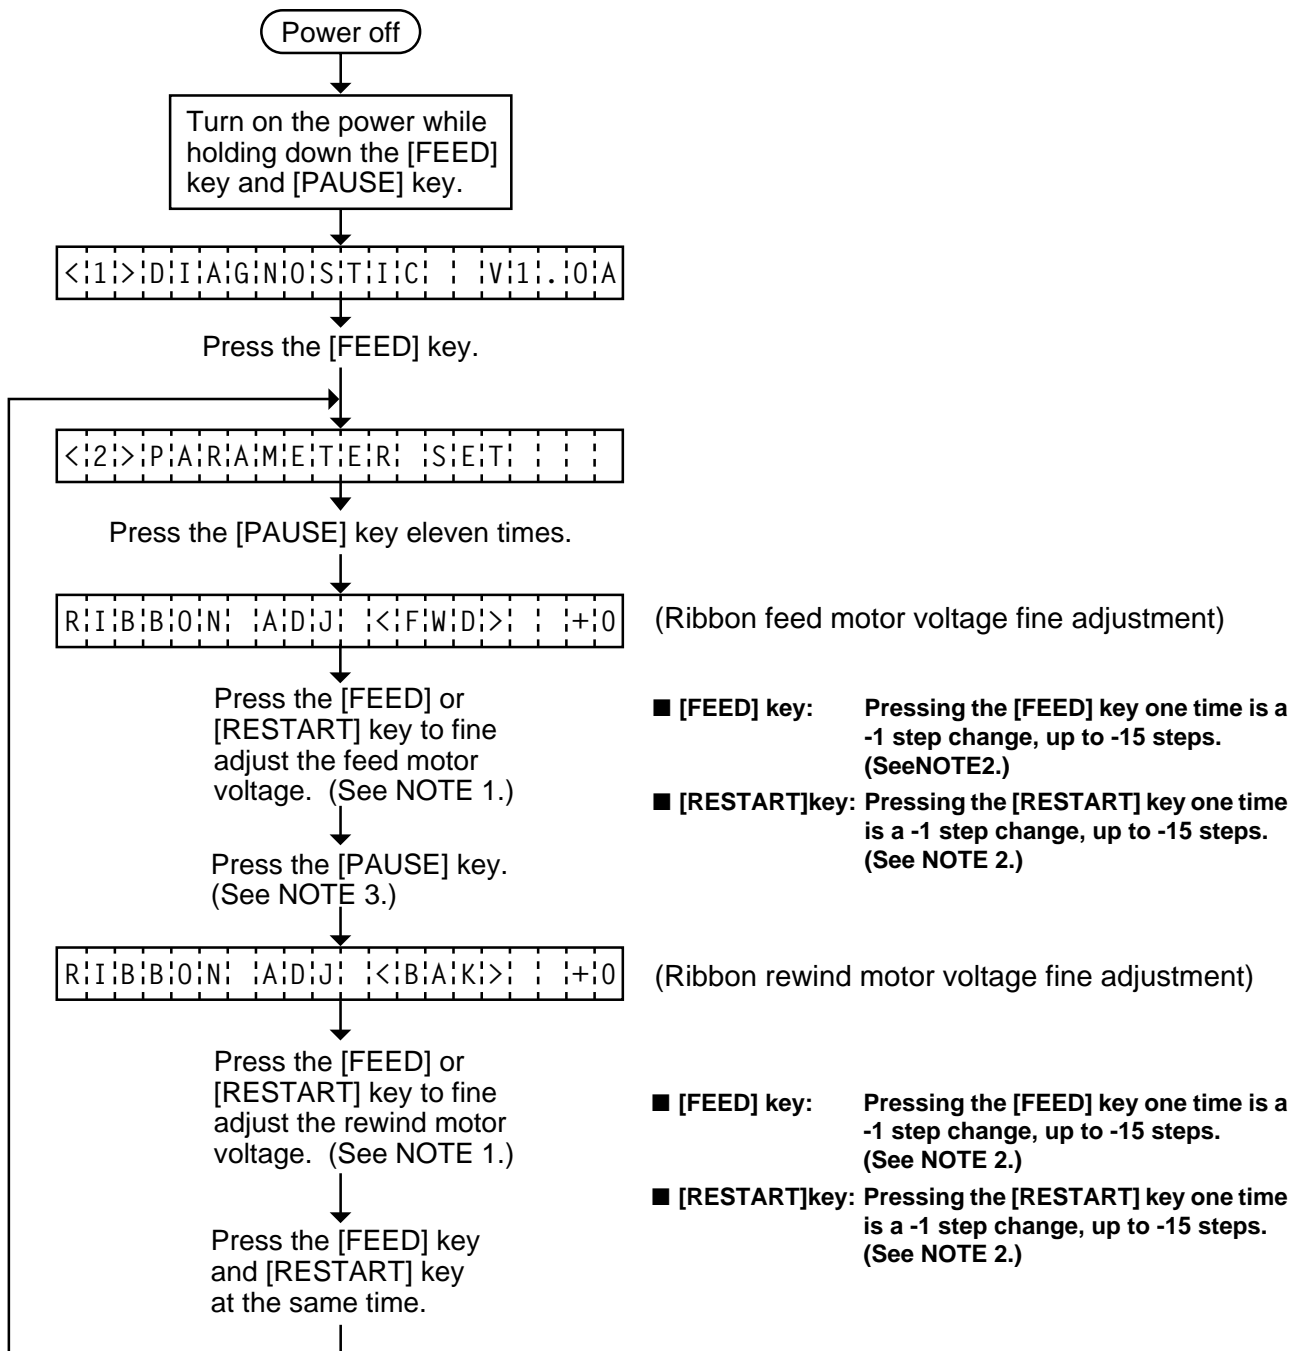 Power off
Turn on the power while
holding down the [FEED]
key and [PAUSE] key.
<1>DIAGNOSTIC  V1.0A
Press the [FEED] key.
<2>PARAMETER SET
Press the [PAUSE] key eleven times.
RIBBON ADJ <FWD>  +0
(Ribbon feed motor voltage fine adjustment)
Press the [FEED] or
[RESTART] key to fine
adjust the feed motor
voltage.  (See NOTE 1.)
■ [FEED] key: Pressing the [FEED] key one time is a
-1 step change, up to -15 steps.
(SeeNOTE2.)
■ [RESTART]key: Pressing the [RESTART] key one time
is a -1 step change, up to -15 steps.
(See NOTE 2.)
Press the [PAUSE] key.
(See NOTE 3.)
RIBBON ADJ <BAK>  +0
(Ribbon rewind motor voltage fine adjustment)
Press the [FEED] or
[RESTART] key to fine
adjust the rewind motor
voltage.  (See NOTE 1.)
■ [FEED] key: Pressing the [FEED] key one time is a
-1 step change, up to -15 steps.
(See NOTE 2.)
■ [RESTART]key: Pressing the [RESTART] key one time
is a -1 step change, up to -15 steps.
(See NOTE 2.)
Press the [FEED] key
and [RESTART] key
at the same time.